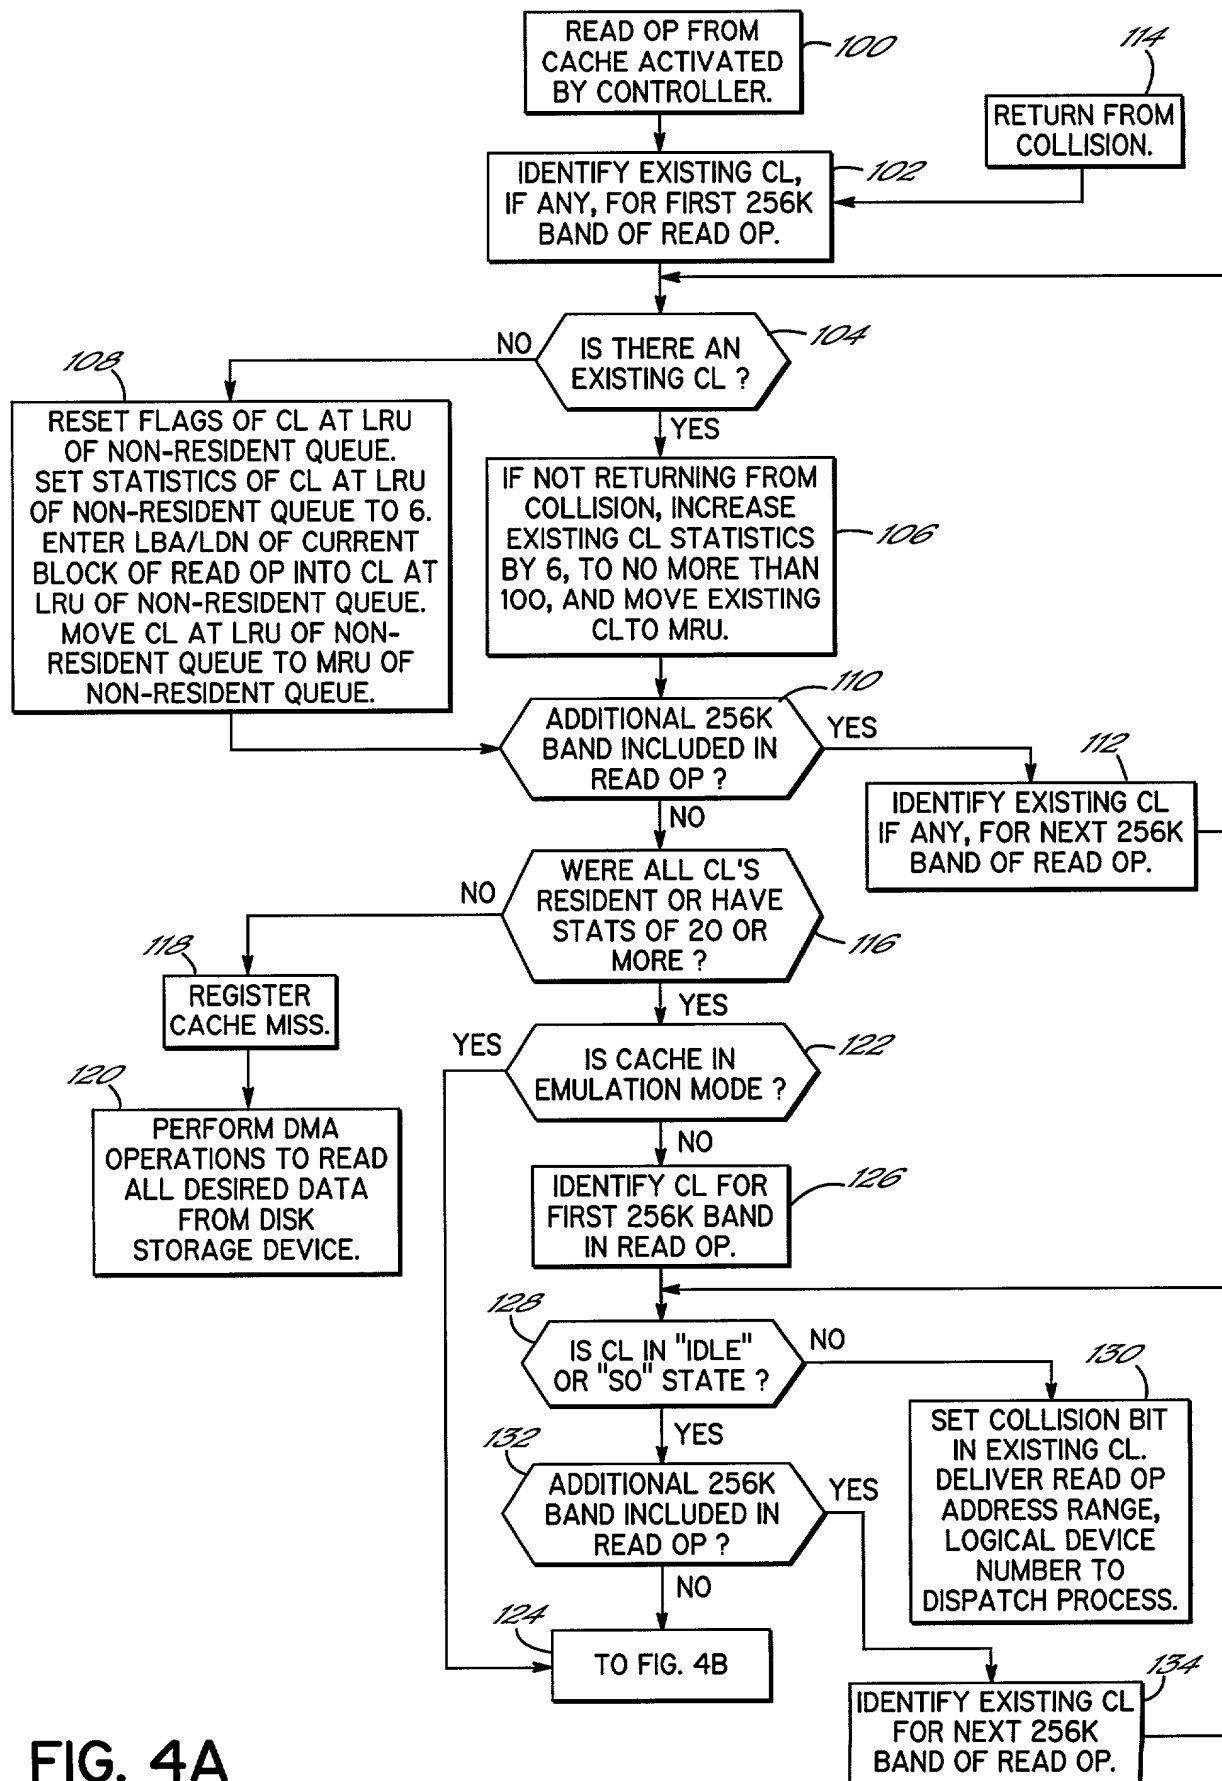 READ OP FROM
CACHE ACTIVATED
BY CONTROLLER.
100
114
RETURN FROM
COLLISION.
IDENTIFY EXISTING CL,
IF ANY, FOR FIRST 256K
BAND OF READ OP.
102
IS THERE AN
EXISTING CL ?
104
NO
YES
108
RESET FLAGS OF CL AT LRU
OF NON-RESIDENT QUEUE.
SET STATISTICS OF CL AT LRU
OF NON-RESIDENT QUEUE TO 6.
ENTER LBA/LDN OF CURRENT
BLOCK OF READ OP INTO CL AT
LRU OF NON-RESIDENT QUEUE.
MOVE CL AT LRU OF NON-
RESIDENT QUEUE TO MRU OF
NON-RESIDENT QUEUE.
IF NOT RETURNING FROM
COLLISION, INCREASE
EXISTING CL STATISTICS
BY 6, TO NO MORE THAN
100, AND MOVE EXISTING
CLTO MRU.
106
110
ADDITIONAL 256K
BAND INCLUDED IN
READ OP ?
YES
NO
112
IDENTIFY EXISTING CL
IF ANY, FOR NEXT 256K
BAND OF READ OP.
WERE ALL CL'S
RESIDENT OR HAVE
STATS OF 20 OR
MORE ?
116
NO
YES
118
REGISTER
CACHE MISS.
120
PERFORM DMA
OPERATIONS TO READ
ALL DESIRED DATA
FROM DISK
STORAGE DEVICE.
IS CACHE IN
EMULATION MODE ?
122
YES
NO
IDENTIFY CL FOR
FIRST 256K BAND
IN READ OP.
126
128
IS CL IN "IDLE"
OR "SO" STATE ?
NO
YES
130
SET COLLISION BIT
IN EXISTING CL.
DELIVER READ OP
ADDRESS RANGE,
LOGICAL DEVICE
NUMBER TO
DISPATCH PROCESS.
132
ADDITIONAL 256K
BAND INCLUDED IN
READ OP ?
YES
NO
124
TO FIG. 4B
134
IDENTIFY EXISTING CL
FOR NEXT 256K
BAND OF READ OP.
FIG. 4A